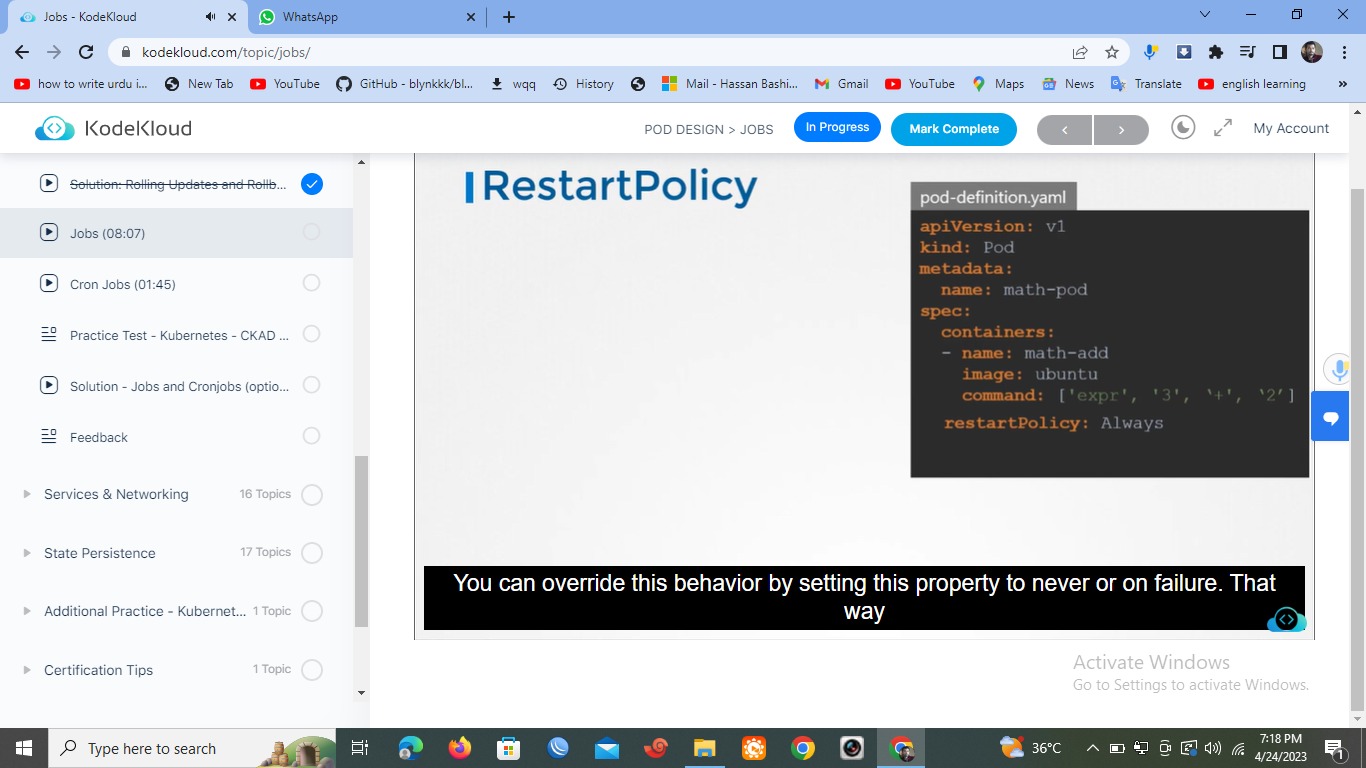 Jobs - KodeKloud
WhatsApp
kodekloud.com/topic/jobs/
how to write urdu i...
New Tab
YouTube
GitHub - blynkkk/bl...
wqq
History
Mail - Hassan Bashi...
Gmail
YouTube
Maps
News
Translate
english learning
»
KodeKloud
POD DESIGN > JOBS
In Progress
Mark Complete
My Account
Solution: Rolling Updates and Rollb...
Jobs (08:07)
Cron Jobs (01:45)
Practice Test - Kubernetes - CKAD ...
Solution - Jobs and Cronjobs (optio...
Feedback
Services & Networking 16 Topics
State Persistence 17 Topics
Additional Practice - Kubernet... 1 Topic
Certification Tips 1 Topic
RestartPolicy
pod-definition.yaml
apiVersion: v1
kind: Pod
metadata:
  name: math-pod
spec:
  containers:
  - name: math-add
    image: ubuntu
    command: ['expr', '3', ‘+', ‘2’]
  restartPolicy: Always
You can override this behavior by setting this property to never or on failure. That
way
Activate Windows
Go to Settings to activate Windows.
Type here to search
36°C
7:18 PM
4/24/2023
1